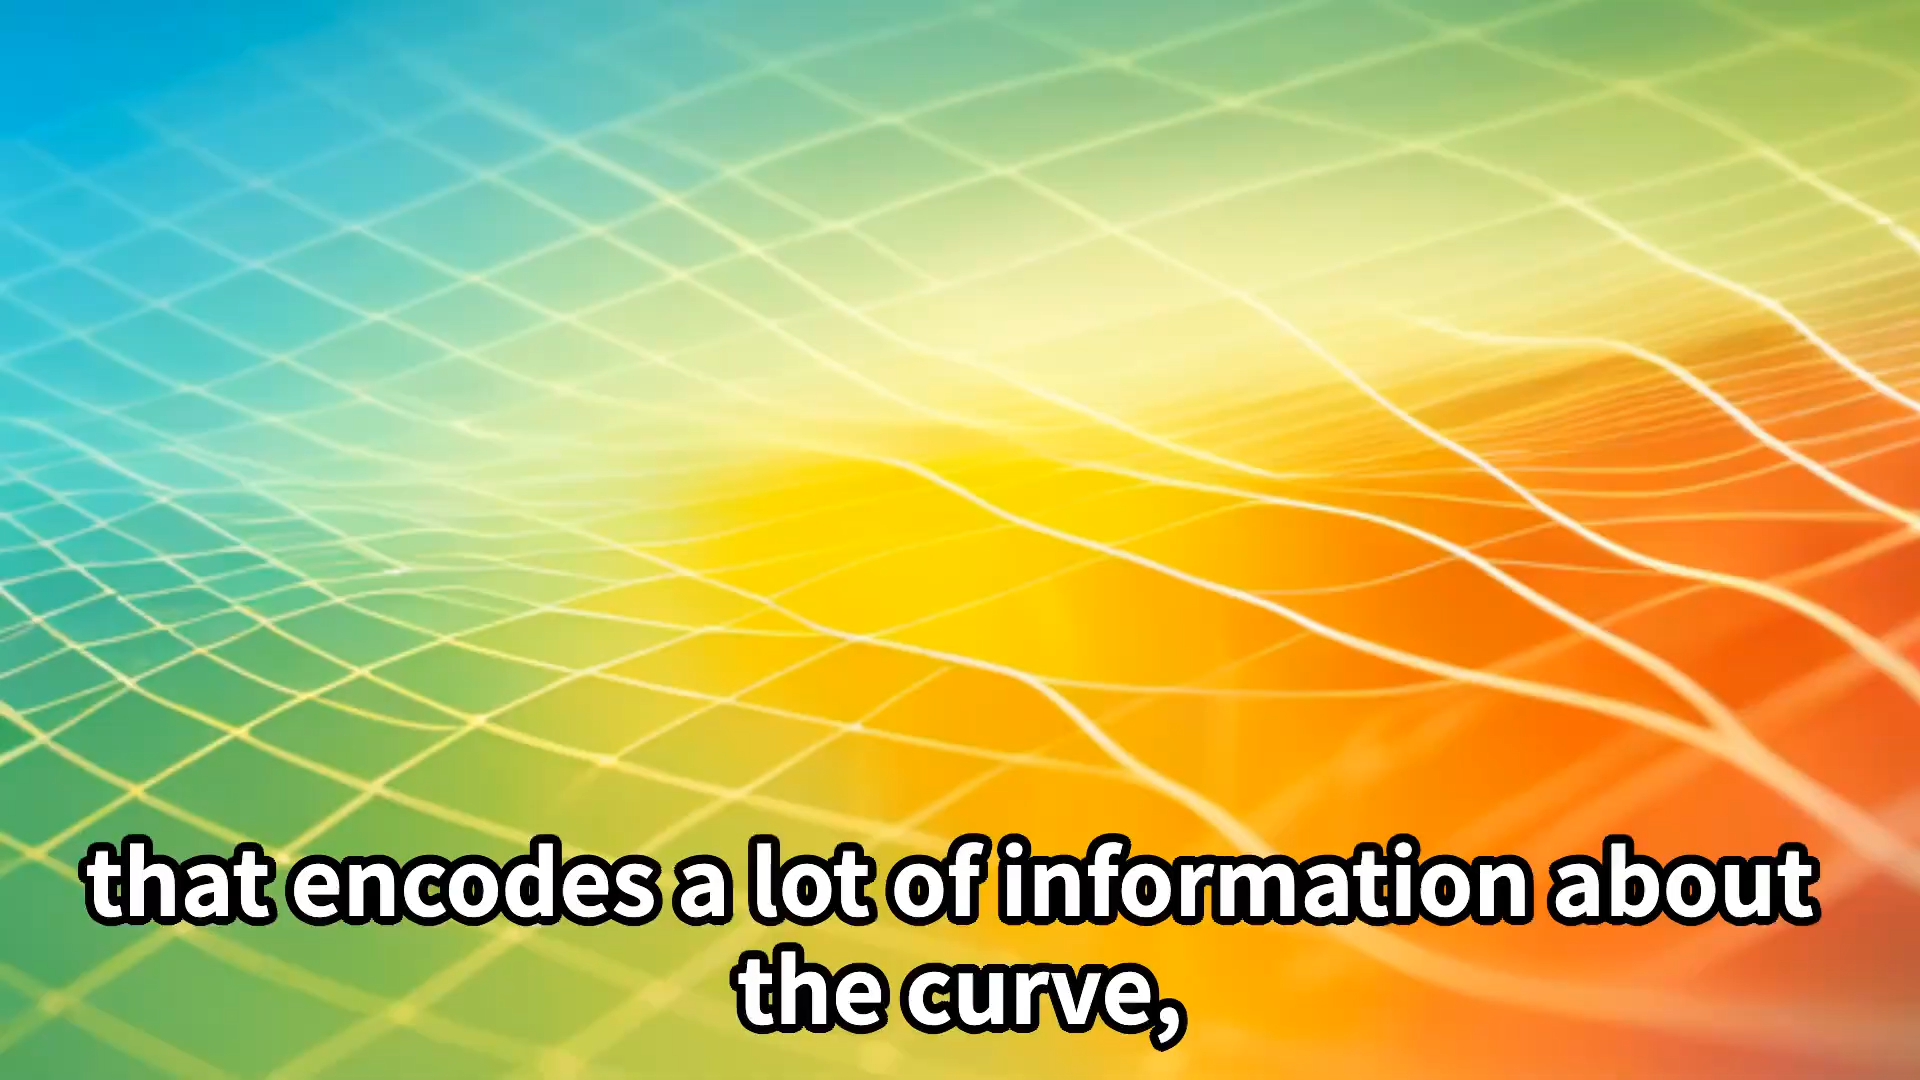 that encodes a lot of information about
the curve,